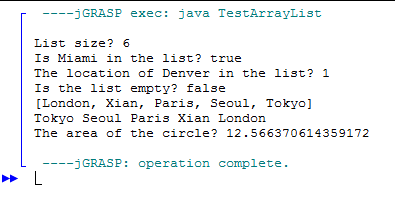 ----jGRASP exec: java TestArrayList
List size? 6
Is Miami in the list? true
The location of Denver in the list? 1
Is the list empty? false
[London, Xian, Paris, Seoul, Tokyo]
Tokyo Seoul Paris Xian London
The area of the circle? 12.566370614359172
----jGRASP: operation complete.